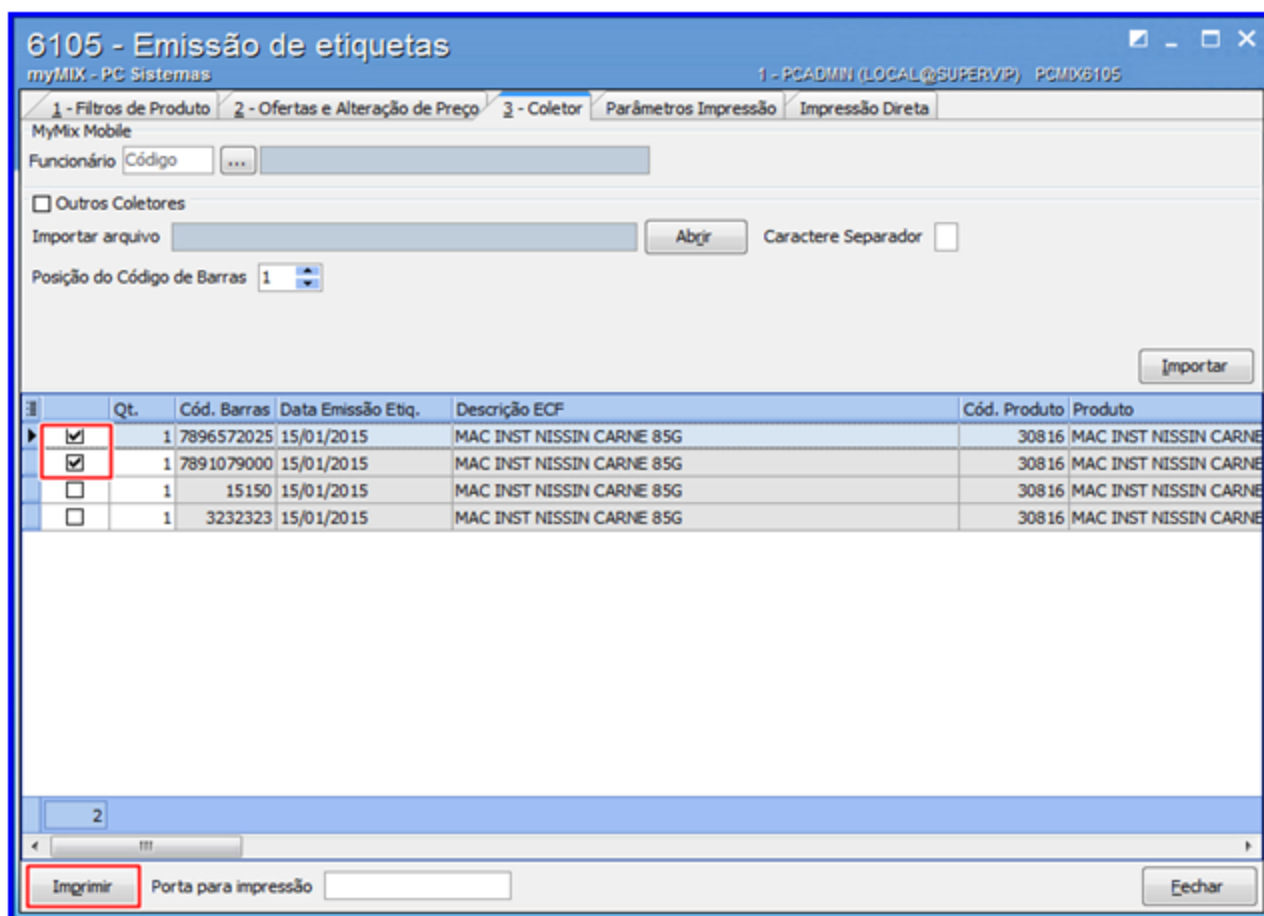 6105 - Emissão de etiquetas
myMIX - PC Sistemas 1 - PCADMIN (LOCAL@SUPERVIP) PCMIX6105
1 - Filtros de Produto 2 - Ofertas e Alteração de Preço 3 - Coletor Parâmetros Impressão Impressão Direta
MyMix Mobile
Funcionário Código ...
Outros Coletores
Importar arquivo Abrir Caractere Separador
Posição do Código de Barras 1
Importar
Qt. Cód. Barras Data Emissão Etiq. Descrição ECF Cód. Produto Produto
1 7896572025 15/01/2015 MAC INST NISSIN CARNE 85G 30816 MAC INST NISSIN CARNE
1 7891079000 15/01/2015 MAC INST NISSIN CARNE 85G 30816 MAC INST NISSIN CARNE
1 15150 15/01/2015 MAC INST NISSIN CARNE 85G 30816 MAC INST NISSIN CARNE
1 3232323 15/01/2015 MAC INST NISSIN CARNE 85G 30816 MAC INST NISSIN CARNE
2
Imprimir Porta para impressão Fechar